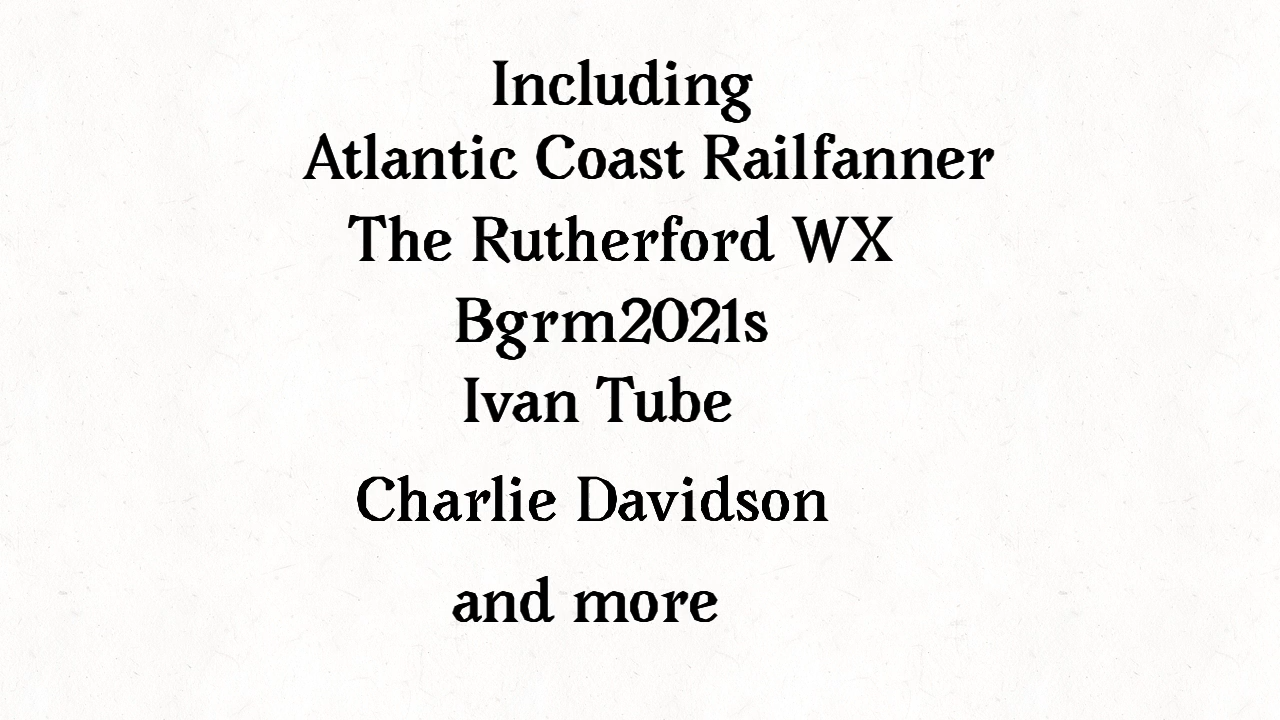 Including
Atlantic Coast Railfanner
The Rutherford WX
Bgrm2021s
Ivan Tube
Charlie Davidson
and more